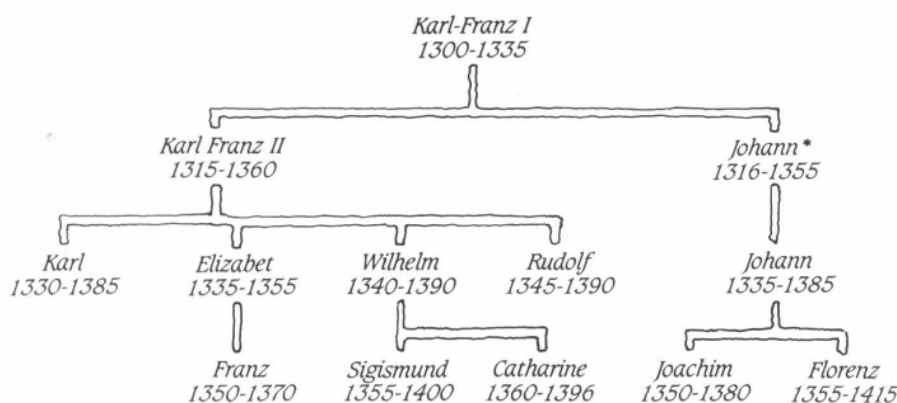 Karl-Franz I
1300-1335
Karl Franz II
1315-1360
Johann*
1316-1355
Karl
1330-1385
Elizabet
1335-1355
Wilhelm
1340-1390
Rudolf
1345-1390
Johann
1335-1385
Franz
1350-1370
Sigismund
1355-1400
Catharine
1360-1396
Joachim
1350-1380
Florenz
1355-1415